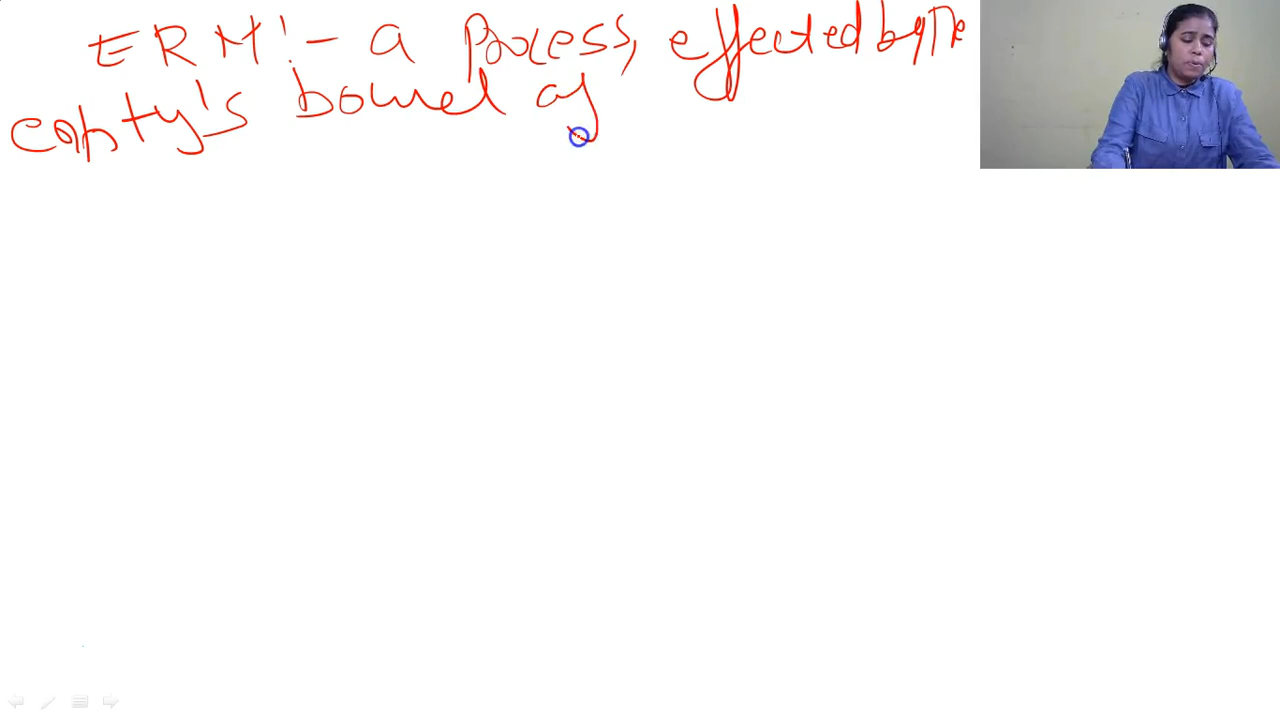 ERM :- a Process, effected by the
entity's board of